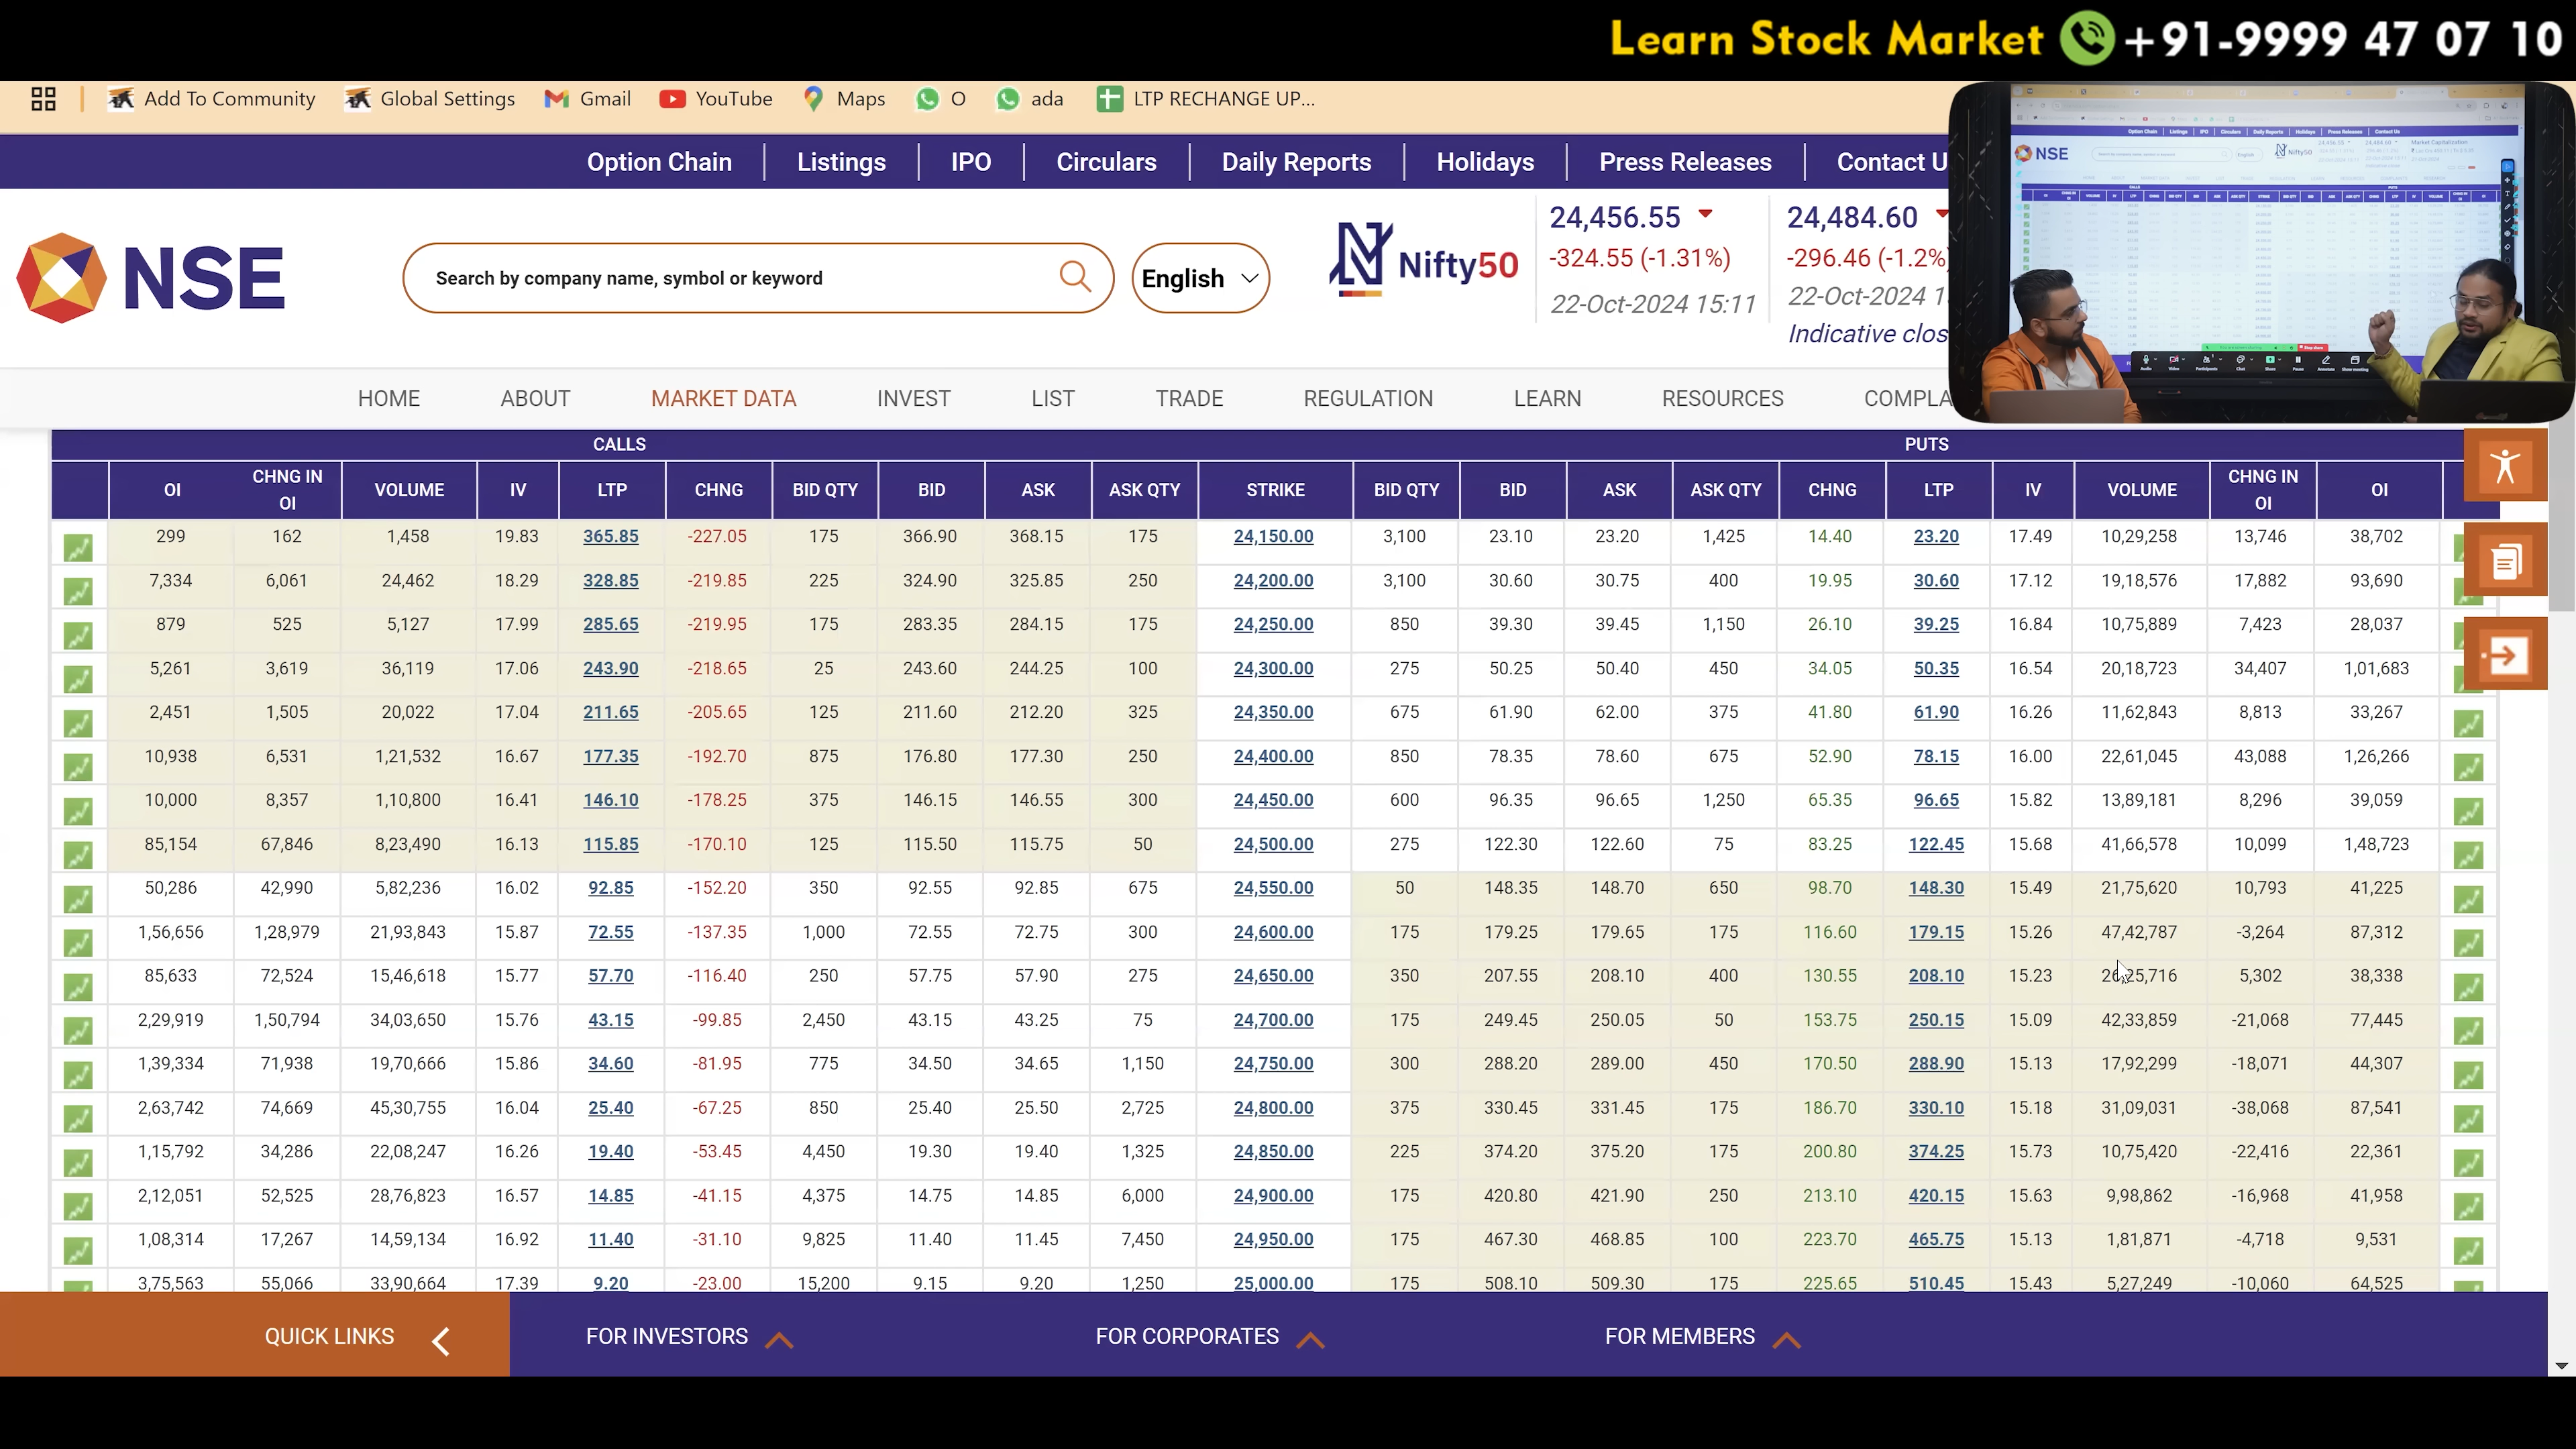 Learn Stock Market +91-9999 47 07 10
Add To Community Global Settings Gmail YouTube Maps O ada LTP RECHANGE UP...
Option Chain Listings IPO Circulars Daily Reports Holidays Press Releases Contact U
NSE
Search by company name, symbol or keyword
English
Nifty50
24,456.55
-324.55 (-1.31%)
22-Oct-2024 15:11
24,484.60
-296.46 (-1.2%
22-Oct-2024 1
Indicative clos
HOME ABOUT MARKET DATA INVEST LIST TRADE REGULATION LEARN RESOURCES COMPLA
CALLS PUTS
OI CHNG IN OI VOLUME IV LTP CHNG BID QTY BID ASK ASK QTY STRIKE BID QTY BID ASK ASK QTY CHNG LTP IV VOLUME CHNG IN OI OI
299 162 1,458 19.83 365.85 -227.05 175 366.90 368.15 175 24,150.00 3,100 23.10 23.20 1,425 14.40 23.20 17.49 10,29,258 13,746 38,702
7,334 6,061 24,462 18.29 328.85 -219.85 225 324.90 325.85 250 24,200.00 3,100 30.60 30.75 400 19.95 30.60 17.12 19,18,576 17,882 93,690
879 525 5,127 17.99 285.65 -219.95 175 283.35 284.15 175 24,250.00 850 39.30 39.45 1,150 26.10 39.25 16.84 10,75,889 7,423 28,037
5,261 3,619 36,119 17.06 243.90 -218.65 25 243.60 244.25 100 24,300.00 275 50.25 50.40 450 34.05 50.35 16.54 20,18,723 34,407 1,01,683
2,451 1,505 20,022 17.04 211.65 -205.65 125 211.60 212.20 325 24,350.00 675 61.90 62.00 375 41.80 61.90 16.26 11,62,843 8,813 33,267
10,938 6,531 1,21,532 16.67 177.35 -192.70 875 176.80 177.30 250 24,400.00 850 78.35 78.60 675 52.90 78.15 16.00 22,61,045 43,088 1,26,266
10,000 8,357 1,10,800 16.41 146.10 -178.25 375 146.15 146.55 300 24,450.00 600 96.35 96.65 1,250 65.35 96.65 15.82 13,89,181 8,296 39,059
85,154 67,846 8,23,490 16.13 115.85 -170.10 125 115.50 115.75 50 24,500.00 275 122.30 122.60 75 83.25 122.45 15.68 41,66,578 10,099 1,48,723
50,286 42,990 5,82,236 16.02 92.85 -152.20 350 92.55 92.85 675 24,550.00 50 148.35 148.70 650 98.70 148.30 15.49 21,75,620 10,793 41,225
1,56,656 1,28,979 21,93,843 15.87 72.55 -137.35 1,000 72.55 72.75 300 24,600.00 175 179.25 179.65 175 116.60 179.15 15.26 47,42,787 -3,264 87,312
85,633 72,524 15,46,618 15.77 57.70 -116.40 250 57.75 57.90 275 24,650.00 350 207.55 208.10 400 130.55 208.10 15.23 5,302 38,338
2,29,919 1,50,794 34,03,650 15.76 43.15 -99.85 2,450 43.15 43.25 75 24,700.00 175 249.45 250.05 50 153.75 250.15 15.09 42,33,859 -21,068 77,445
1,39,334 71,938 19,70,666 15.86 34.60 -81.95 775 34.50 34.65 1,150 24,750.00 300 288.20 289.00 450 170.50 288.90 15.13 17,92,299 -18,071 44,307
2,63,742 74,669 45,30,755 16.04 25.40 -67.25 850 25.40 25.50 2,725 24,800.00 375 330.45 331.45 175 186.70 330.10 15.18 31,09,031 -38,068 87,541
1,15,792 34,286 22,08,247 16.26 19.40 -53.45 4,450 19.30 19.40 1,325 24,850.00 225 374.20 375.20 175 200.80 374.25 15.73 10,75,420 -22,416 22,361
2,12,051 52,525 28,76,823 16.57 14.85 -41.15 4,375 14.75 14.85 6,000 24,900.00 175 420.80 421.90 250 213.10 420.15 15.63 9,98,862 -16,968 41,958
1,08,314 17,267 14,59,134 16.92 11.40 -31.10 9,825 11.40 11.45 7,450 24,950.00 175 467.30 468.85 100 223.70 465.75 15.13 1,81,871 -4,718 9,531
3,75,563 55,066 33,90,664 17.39 9.20 -23.00 15,200 9.15 9.20 1,250 25,000.00 175 508.10 509.30 175 225.65 510.45 15.43 5,27,249 -10,060 64,525
QUICK LINKS FOR INVESTORS FOR CORPORATES FOR MEMBERS